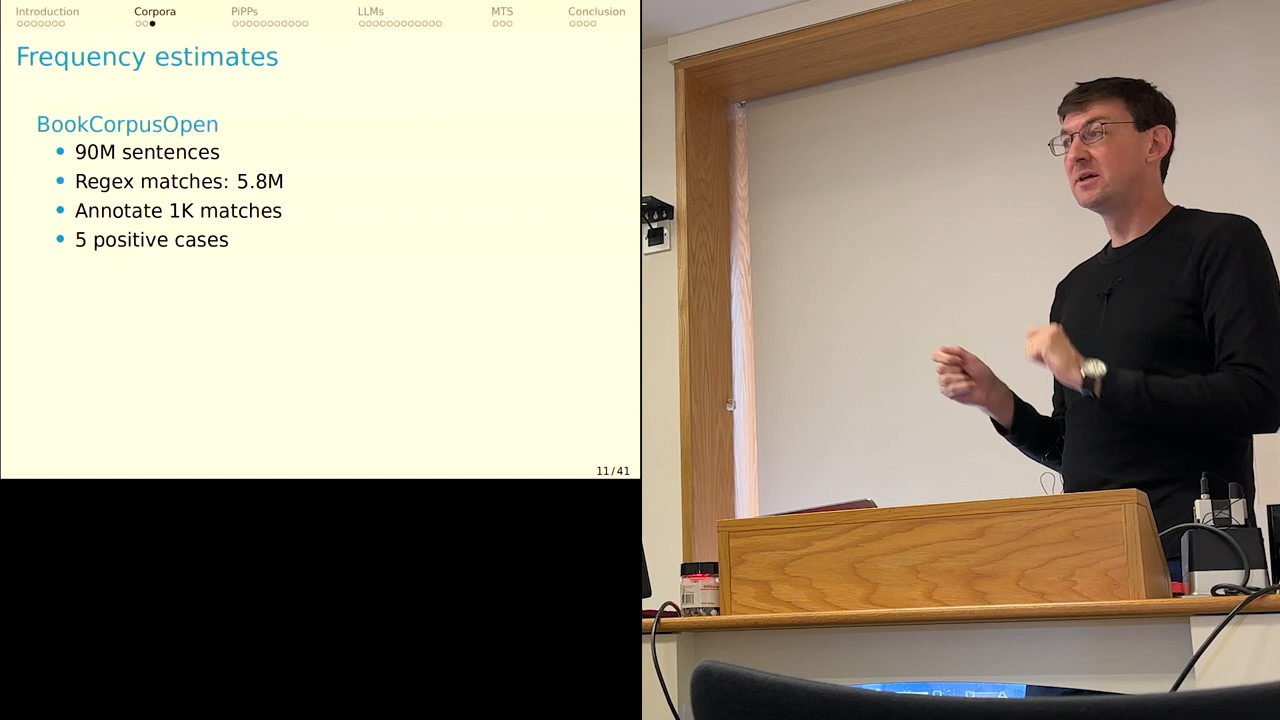 Introduction Corpora PiPPs LLMs MTS Conclusion
Frequency estimates
BookCorpusOpen
90M sentences
Regex matches: 5.8M
Annotate 1K matches
5 positive cases
11/41